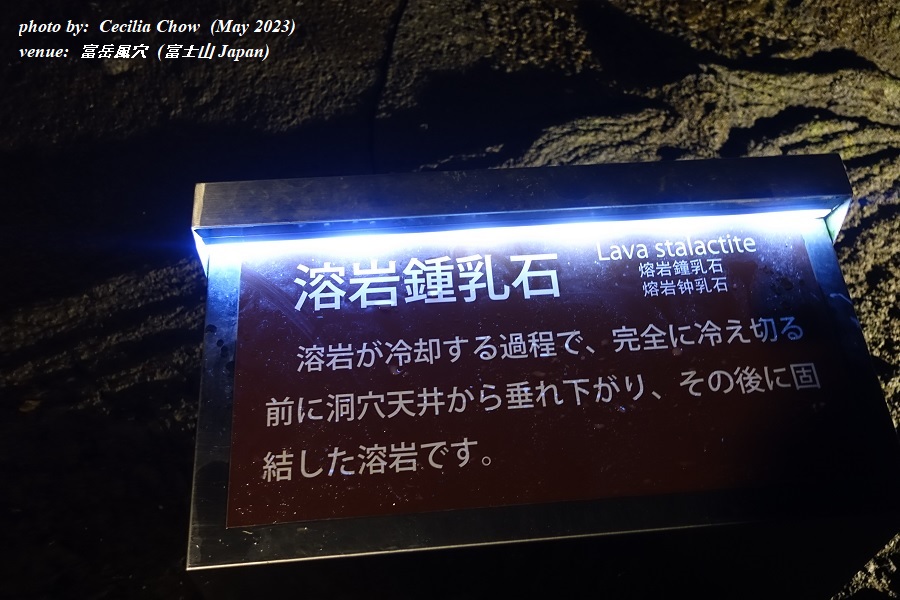 photo by: Cecilia Chow (May 2023)
venue: 富岳風穴 (富士山 Japan)
溶岩鍾乳石
Lava stalactite
熔岩鐘乳石
熔岩钟乳石
溶岩が冷却する過程で、完全に冷え切る
前に洞穴天井から垂れ下がり、その後に固
結した溶岩です。